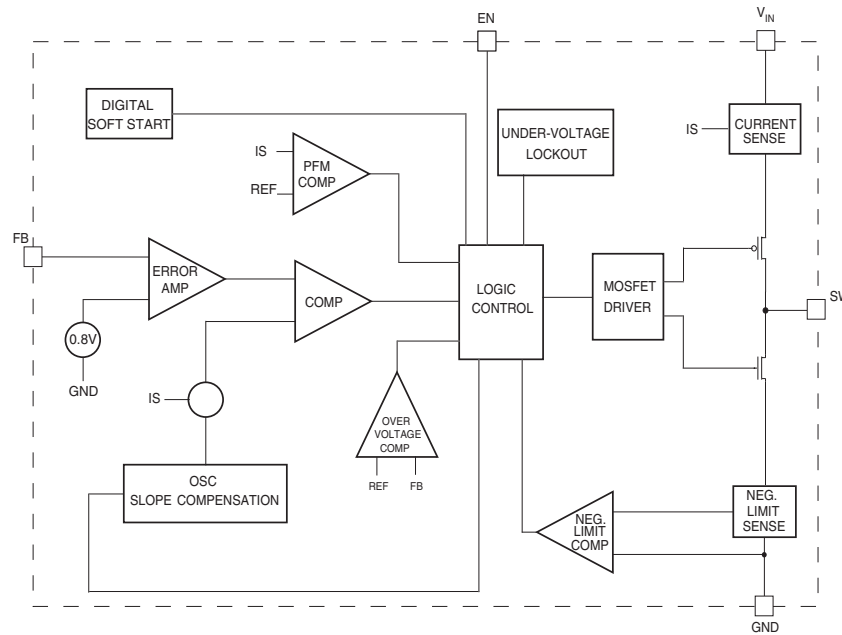 EN
VIN
DIGITAL
SOFT START
UNDER-VOLTAGE
LOCKOUT
IS
CURRENT
SENSE
IS
PFM
COMP
REF
FB
ERROR
AMP
COMP
LOGIC
CONTROL
MOSFET
DRIVER
SW
0.8V
GND
IS
OVER
VOLTAGE
COMP
REF
FB
OSC
SLOPE COMPENSATION
NEG.
LIMIT
COMP
NEG.
LIMIT
SENSE
GND